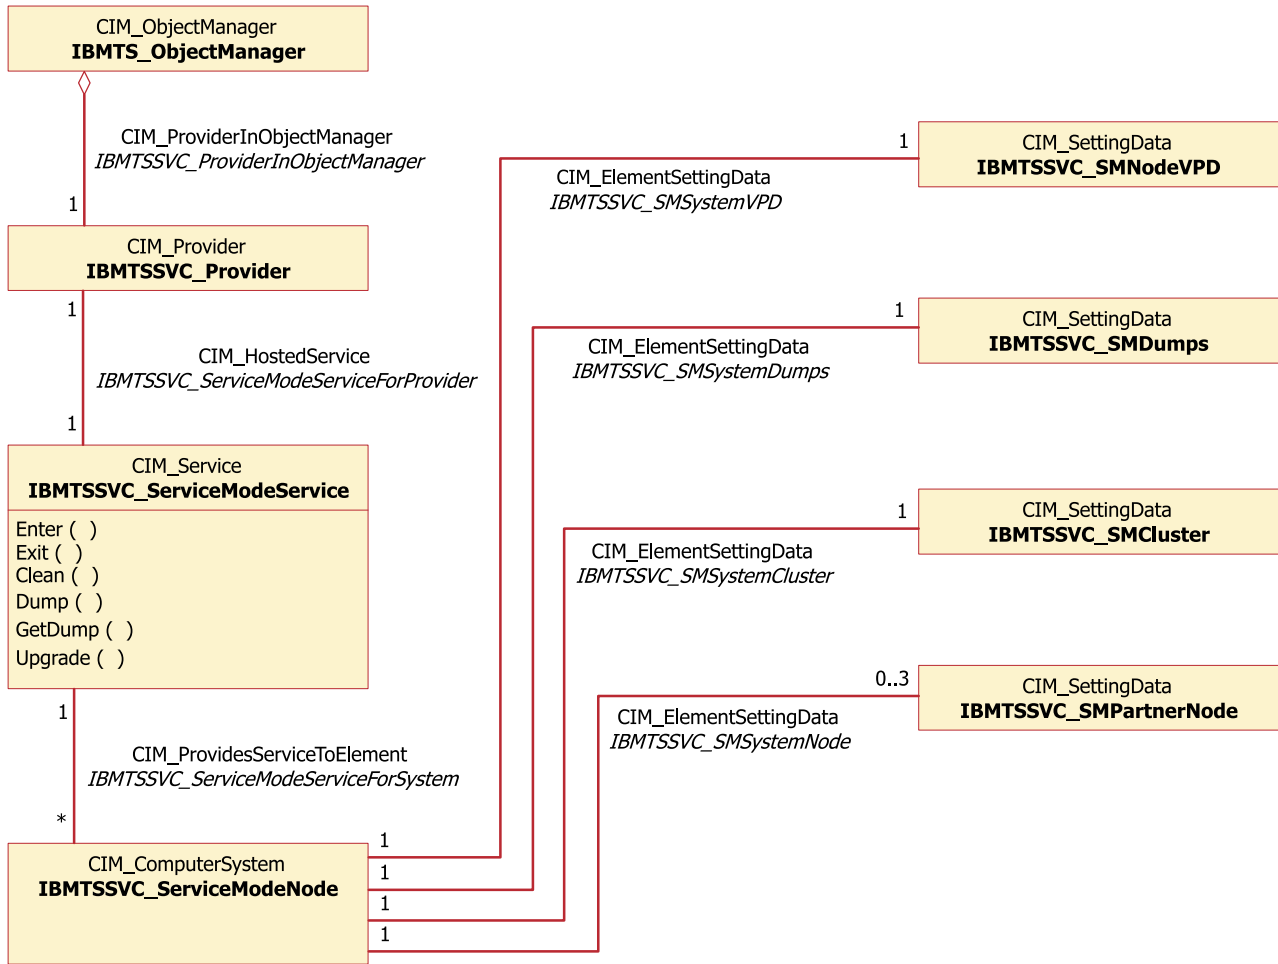 CIM_ObjectManager
IBMTS_ObjectManager
CIM_ProviderInObjectManager
IBMTSSVC_ProviderInObjectManager
1
CIM_Provider
IBMTSSVC_Provider
1
CIM_HostedService
IBMTSSVC_ServiceModeServiceForProvider
1
CIM_Service
IBMTSSVC_ServiceModeService
Enter ( )
Exit ( )
Clean ( )
Dump ( )
GetDump ( )
Upgrade ( )
1
CIM_ProvidesServiceToElement
IBMTSSVC_ServiceModeServiceForSystem
*
CIM_ComputerSystem
IBMTSSVC_ServiceModeNode
1
1
1
1
1
CIM_ElementSettingData
IBMTSSVC_SMSystemVPD
CIM_SettingData
IBMTSSVC_SMNodeVPD
1
CIM_ElementSettingData
IBMTSSVC_SMSystemDumps
CIM_SettingData
IBMTSSVC_SMDumps
1
CIM_ElementSettingData
IBMTSSVC_SMSystemCluster
CIM_SettingData
IBMTSSVC_SMCluster
0..3
CIM_ElementSettingData
IBMTSSVC_SMSystemNode
CIM_SettingData
IBMTSSVC_SMPartnerNode